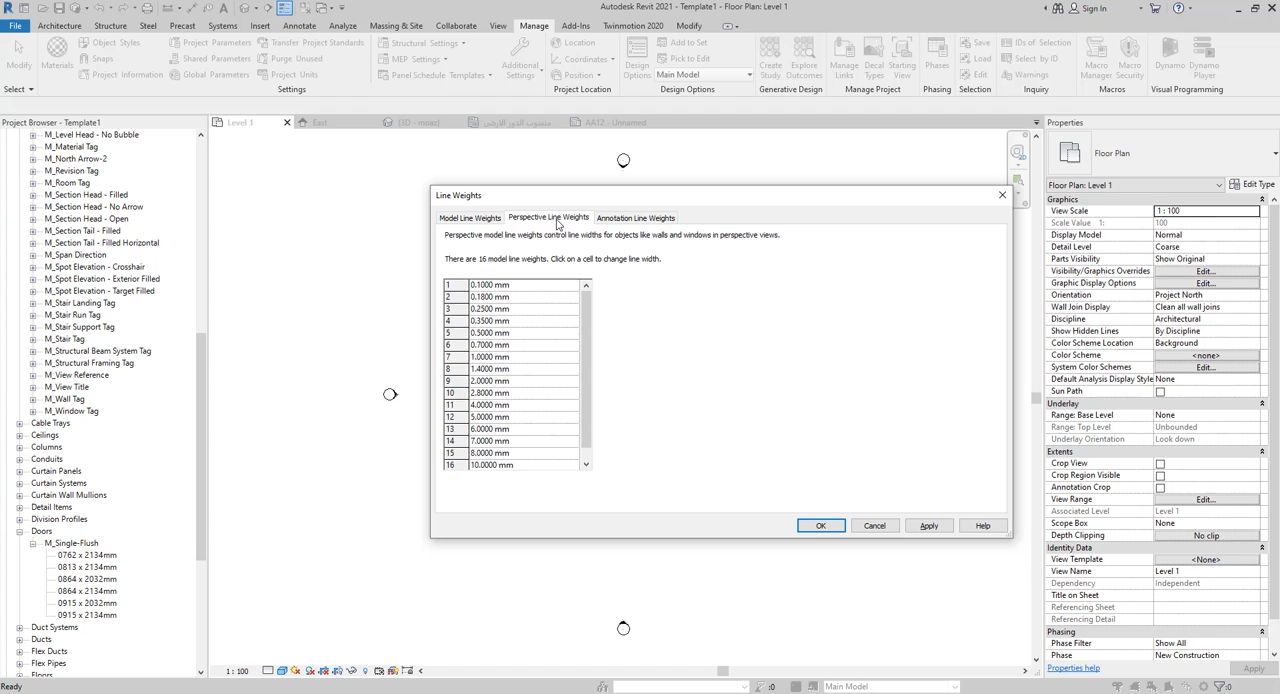 Autodesk Revit 2021 - Template1 - Floor Plan: Level 1
Sign In
File Architecture Structure Steel Precast Systems Insert Annotate Analyze Massing & Site Collaborate View Manage Add-Ins Twinmotion 2020 Modify
Modify
Materials
Object Styles
Snaps
Project Information
Project Parameters
Shared Parameters
Global Parameters
Transfer Project Standards
Purge Unused
Project Units
Structural Settings
MEP Settings
Panel Schedule Templates
Additional Settings
Location
Coordinates
Position
Design Options
Add to Set
Pick to Edit
Main Model
Create Study
Explore Outcomes
Manage Links
Decal Types
Starting View
Phases
Save
Load
Edit
IDs of Selection
Select by ID
Warnings
Macro Manager
Macro Security
Dynamo
Dynamo Player
Select Settings Project Location Design Options Generative Design Manage Project Phasing Selection Inquiry Macros Visual Programming
Project Browser - Template1
Level 1
East
{3D - moaz}
منسوب الدور الارضى
AA12 - Unnamed
M_Level Head - No Bubble
M_Material Tag
M_North Arrow-2
M_Revision Tag
M_Room Tag
M_Section Head - Filled
M_Section Head - No Arrow
M_Section Head - Open
M_Section Tail - Filled
M_Section Tail - Filled Horizontal
M_Span Direction
M_Spot Elevation - Crosshair
M_Spot Elevation - Exterior Filled
M_Spot Elevation - Target Filled
M_Stair Landing Tag
M_Stair Run Tag
M_Stair Support Tag
M_Stair Tag
M_Structural Beam System Tag
M_Structural Framing Tag
M_View Reference
M_View Title
M_Wall Tag
M_Window Tag
Cable Trays
Ceilings
Columns
Conduits
Curtain Panels
Curtain Systems
Curtain Wall Mullions
Detail Items
Division Profiles
Doors
M_Single-Flush
0762 x 2134mm
0813 x 2134mm
0864 x 2032mm
0864 x 2134mm
0915 x 2032mm
0915 x 2134mm
Duct Systems
Ducts
Flex Ducts
Flex Pipes
Line Weights
Model Line Weights Perspective Line Weights Annotation Line Weights
Perspective model line weights control line widths for objects like walls and windows in perspective views.
There are 16 model line weights. Click on a cell to change line width.
1 0.1000 mm
2 0.1800 mm
3 0.2500 mm
4 0.3500 mm
5 0.5000 mm
6 0.7000 mm
7 1.0000 mm
8 1.4000 mm
9 2.0000 mm
10 2.8000 mm
11 4.0000 mm
12 5.0000 mm
13 6.0000 mm
14 7.0000 mm
15 8.0000 mm
16 10.0000 mm
OK Cancel Apply Help
Properties
Floor Plan
Floor Plan: Level 1 Edit Type
Graphics
View Scale 1 : 100
Scale Value 1: 100
Display Model Normal
Detail Level Coarse
Parts Visibility Show Original
Visibility/Graphics Overrides Edit...
Graphic Display Options Edit...
Orientation Project North
Wall Join Display Clean all wall joins
Discipline Architectural
Show Hidden Lines By Discipline
Color Scheme Location Background
Color Scheme <none>
System Color Schemes Edit...
Default Analysis Display Style None
Sun Path
Underlay
Range: Base Level None
Range: Top Level Unbounded
Underlay Orientation Look down
Extents
Crop View
Crop Region Visible
Annotation Crop
View Range Edit...
Associated Level Level 1
Scope Box None
Depth Clipping No clip
Identity Data
View Template <None>
View Name Level 1
Dependency Independent
Title on Sheet
Referencing Sheet
Referencing Detail
Phasing
Phase Filter Show All
Phase New Construction
Properties help Apply
1 : 100
Ready
:0
Main Model
:0